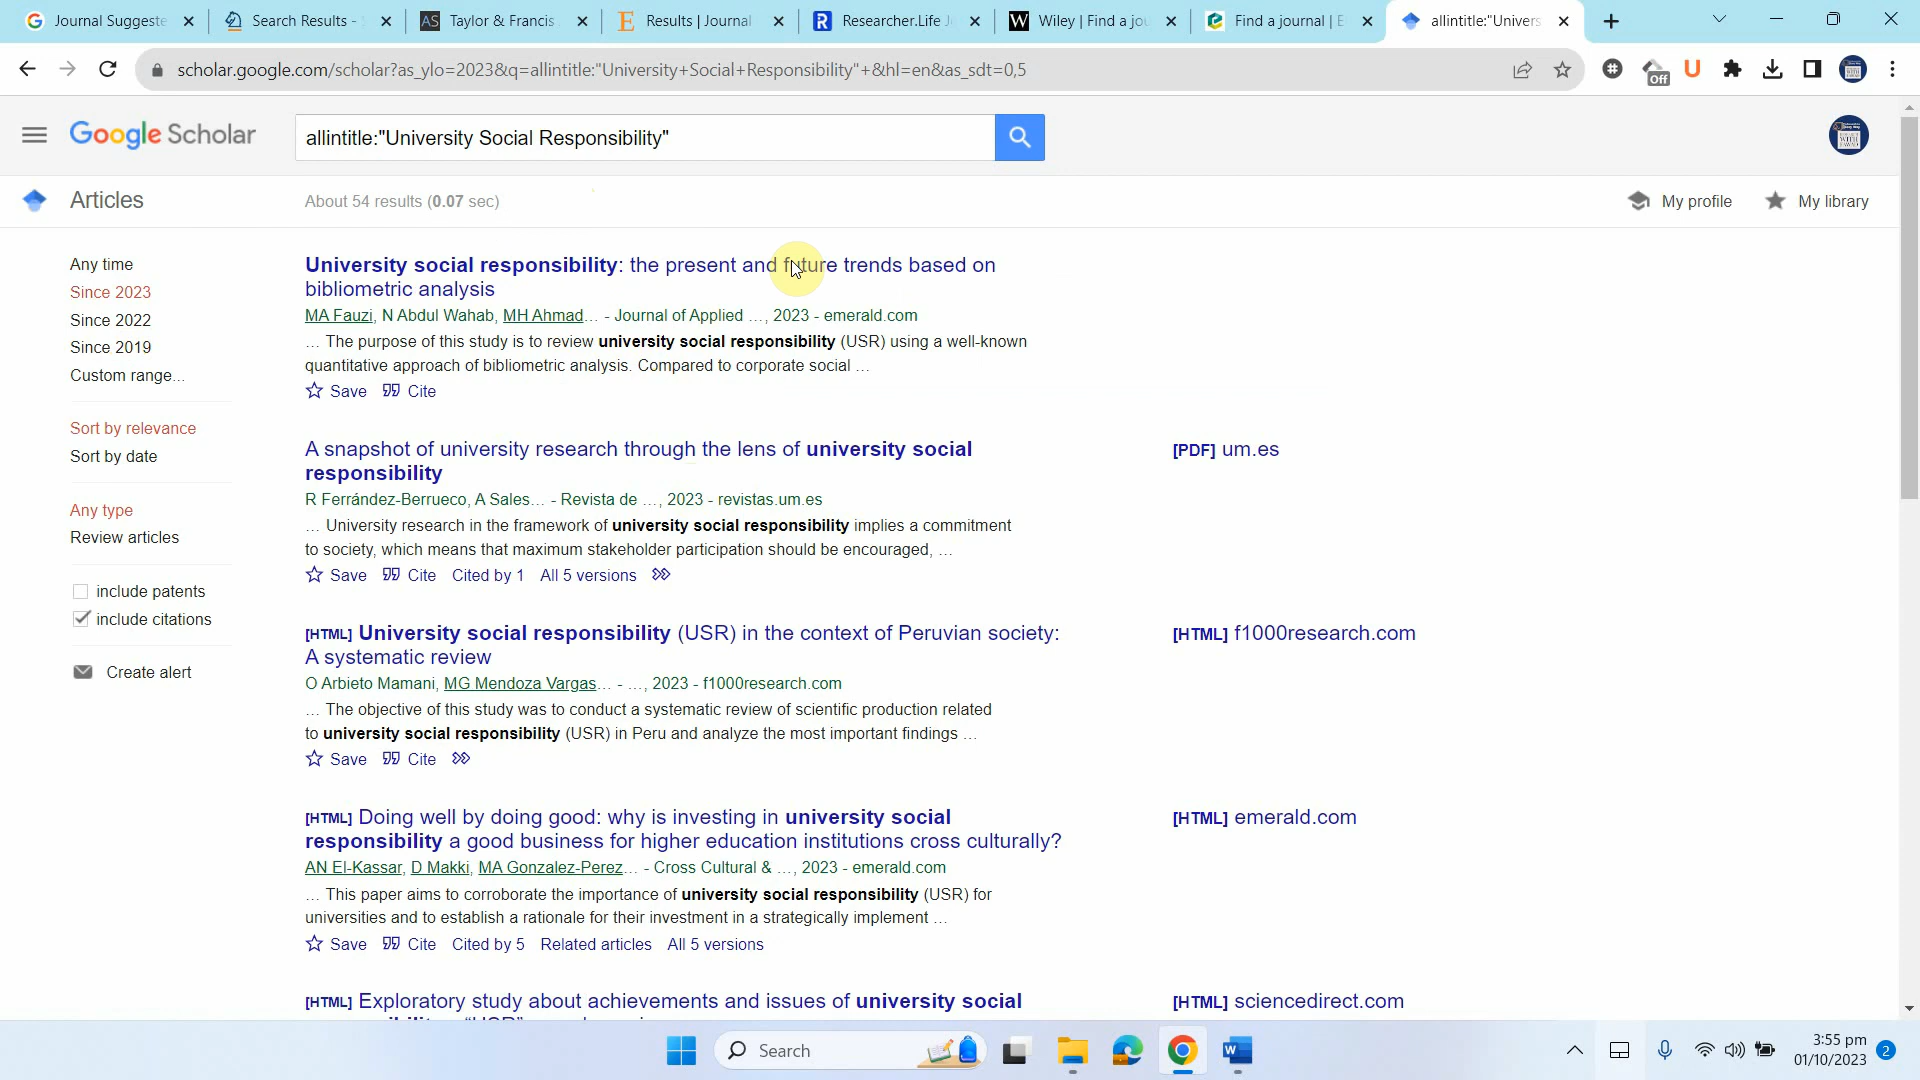 Journal Suggeste
Search Results -
Taylor & Francis
Results | Journal
Researcher.Life J
Wiley | Find a jou
Find a journal | E
allintitle:"Univers
scholar.google.com/scholar?as_ylo=2023&q=allintitle:"University+Social+Responsibility"+&hl=en&as_sdt=0,5
Off
Google Scholar
allintitle:"University Social Responsibility"
Articles
About 54 results (0.07 sec)
My profile
My library
Any time
Since 2023
Since 2022
Since 2019
Custom range...
Sort by relevance
Sort by date
Any type
Review articles
include patents
include citations
Create alert
University social responsibility: the present and future trends based on
bibliometric analysis
MA Fauzi, N Abdul Wahab, MH Ahmad... - Journal of Applied ..., 2023 - emerald.com
... The purpose of this study is to review university social responsibility (USR) using a well-known
quantitative approach of bibliometric analysis. Compared to corporate social ...
Save Cite
A snapshot of university research through the lens of university social
responsibility
[PDF] um.es
R Ferrández-Berrueco, A Sales... - Revista de ..., 2023 - revistas.um.es
... University research in the framework of university social responsibility implies a commitment
to society, which means that maximum stakeholder participation should be encouraged, ...
Save Cite Cited by 1 All 5 versions
[HTML] University social responsibility (USR) in the context of Peruvian society:
A systematic review
[HTML] f1000research.com
O Arbieto Mamani, MG Mendoza Vargas... - ..., 2023 - f1000research.com
... The objective of this study was to conduct a systematic review of scientific production related
to university social responsibility (USR) in Peru and analyze the most important findings ...
Save Cite
[HTML] Doing well by doing good: why is investing in university social
responsibility a good business for higher education institutions cross culturally?
[HTML] emerald.com
AN El-Kassar, D Makki, MA Gonzalez-Perez... - Cross Cultural & ..., 2023 - emerald.com
... This paper aims to corroborate the importance of university social responsibility (USR) for
universities and to establish a rationale for their investment in a strategically implement ...
Save Cite Cited by 5 Related articles All 5 versions
[HTML] Exploratory study about achievements and issues of university social
[HTML] sciencedirect.com
Search
3:55 pm
01/10/2023
2